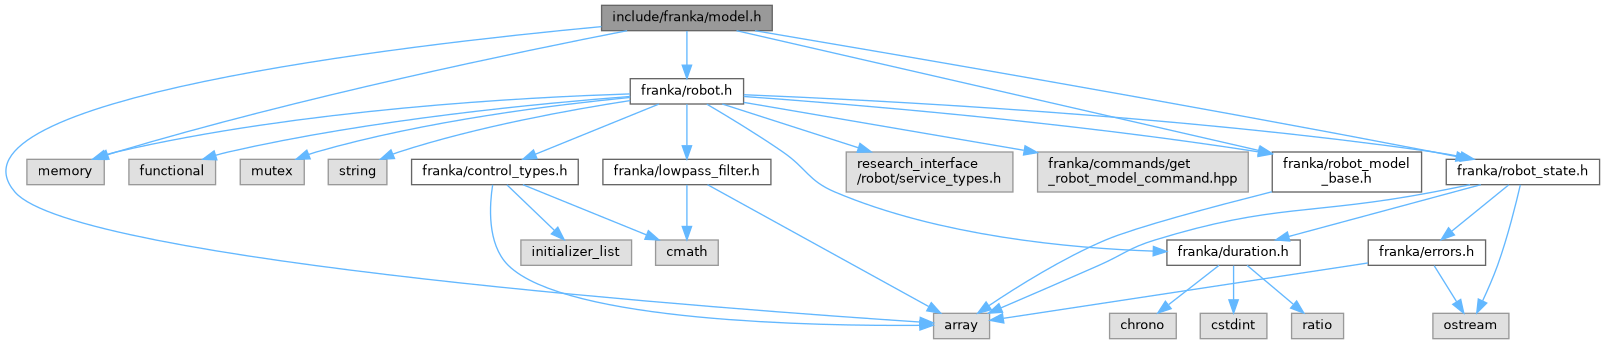 include/franka/model.h
franka/robot.h
memory
functional
mutex
string
franka/control_types.h
franka/lowpass_filter.h
research_interface
/robot/service_types.h
franka/commands/get
_robot_model_command.hpp
franka/robot_model
_base.h
franka/robot_state.h
initializer_list
cmath
franka/duration.h
franka/errors.h
array
chrono
cstdint
ratio
ostream